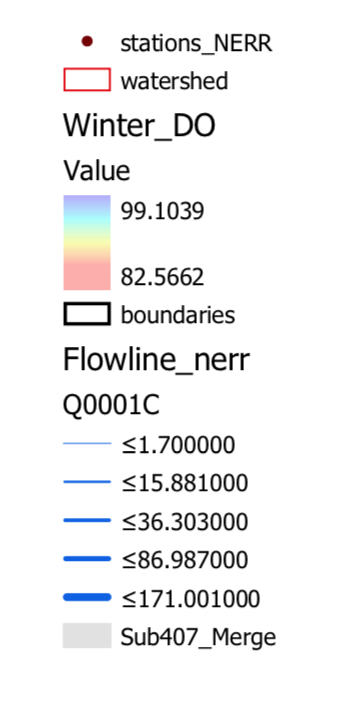 stations_NERR
watershed
Winter_DO
Value
99.1039
82.5662
boundaries
Flowline_nerr
Q0001C
≤1.700000
≤15.881000
≤36.303000
≤86.987000
≤171.001000
Sub407_Merge